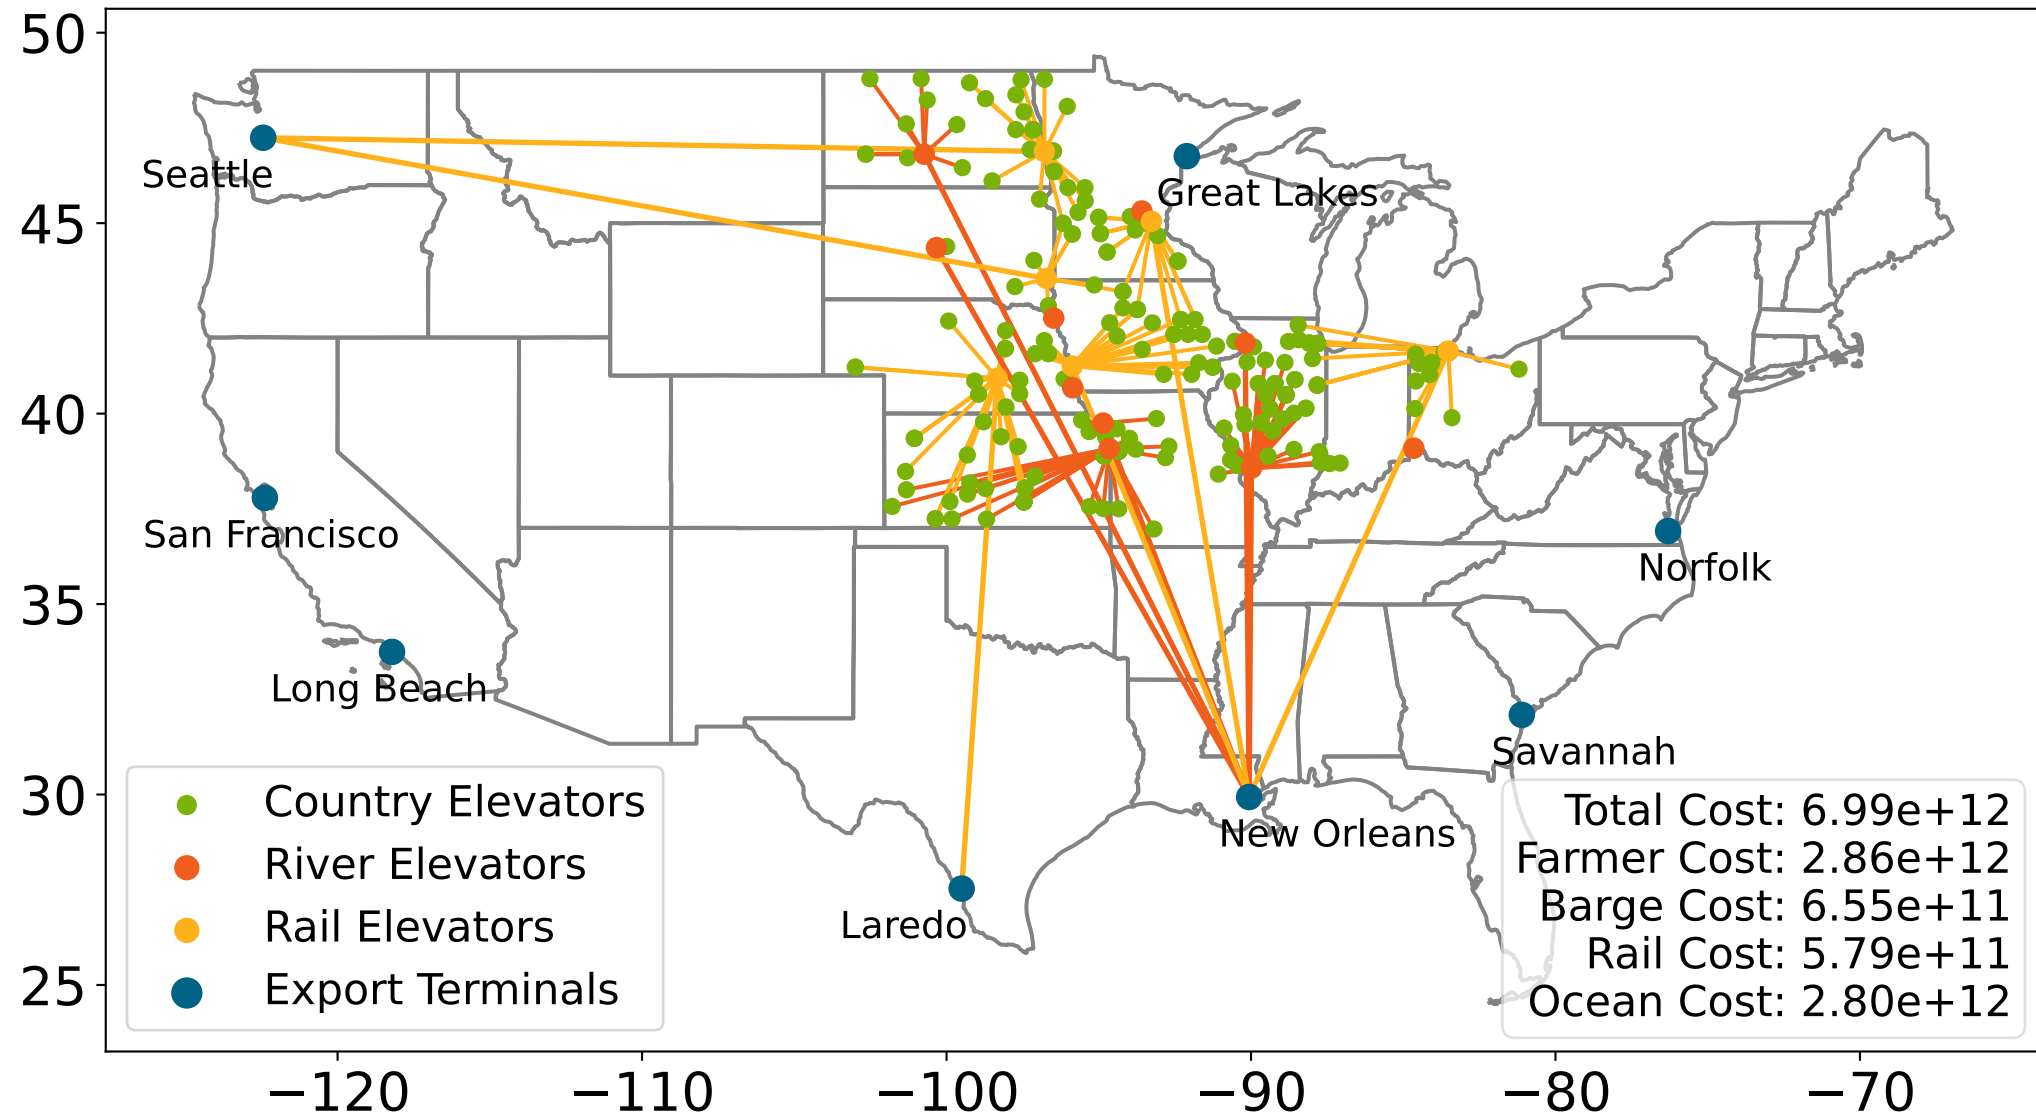 50
45
40
35
30
25
−120
−110
−100
−90
−80
−70
Seattle
Great Lakes
San Francisco
Norfolk
Long Beach
Savannah
New Orleans
Laredo
Country Elevators
River Elevators
Rail Elevators
Export Terminals
Total Cost: 6.99e+12
Farmer Cost: 2.86e+12
Barge Cost: 6.55e+11
Rail Cost: 5.79e+11
Ocean Cost: 2.80e+12